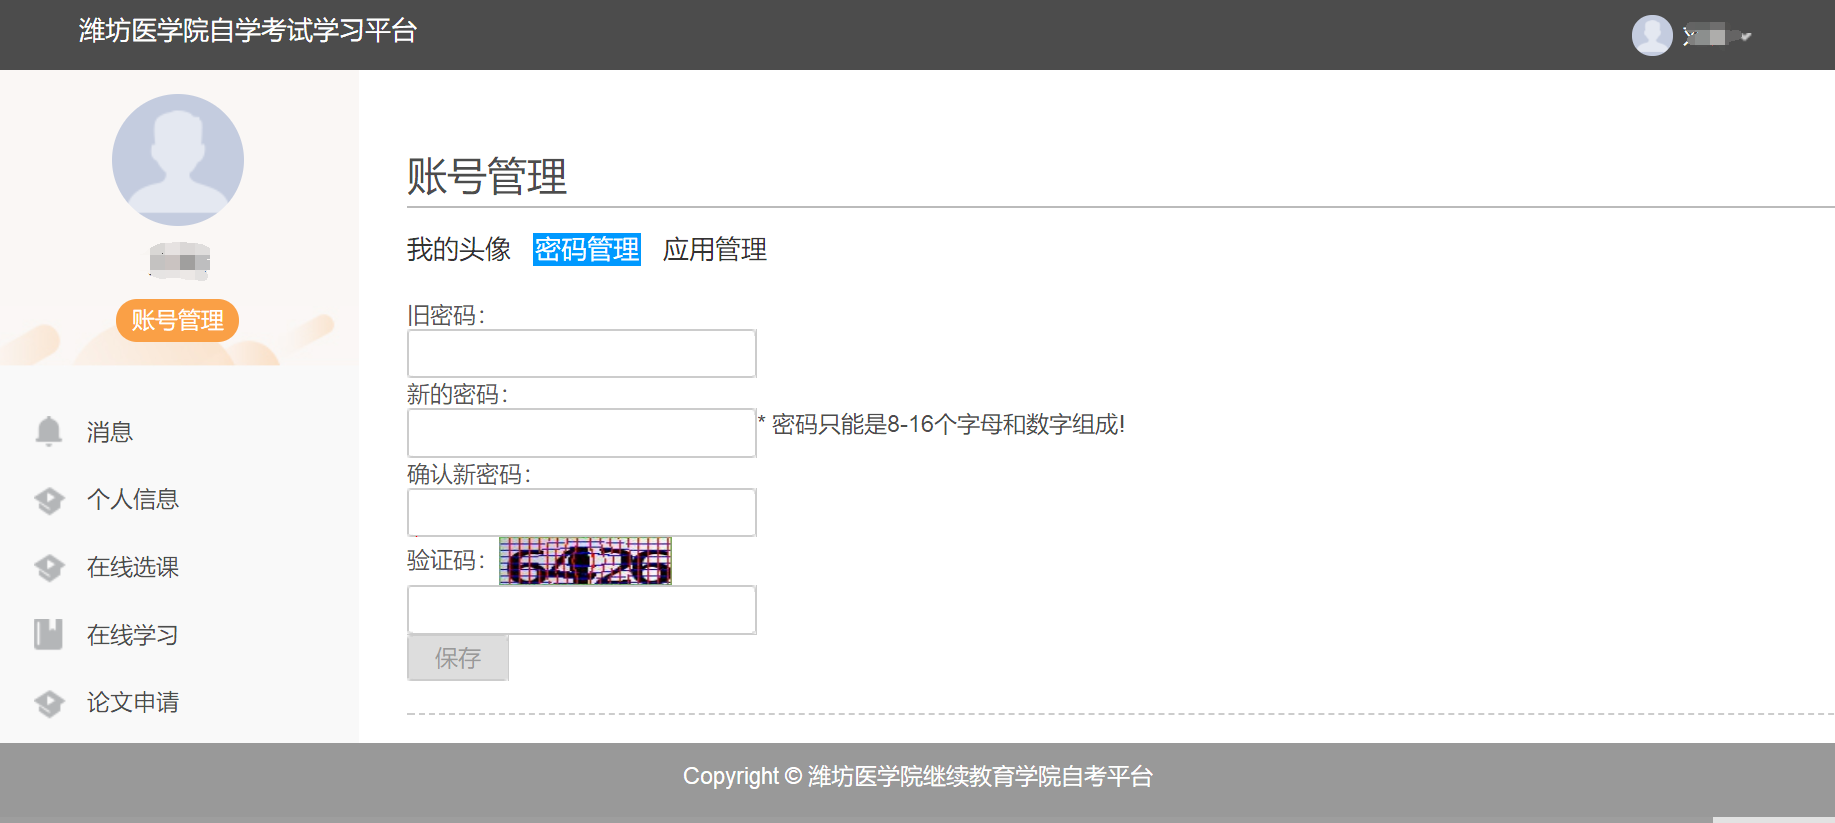 潍坊医学院自学考试学习平台
账号管理
消息
个人信息
在线选课
在线学习
论文申请
账号管理
我的头像 密码管理 应用管理
旧密码：
新的密码：
* 密码只能是8-16个字母和数字组成!
确认新密码：
验证码： 6426
保存
Copyright © 潍坊医学院继续教育学院自考平台